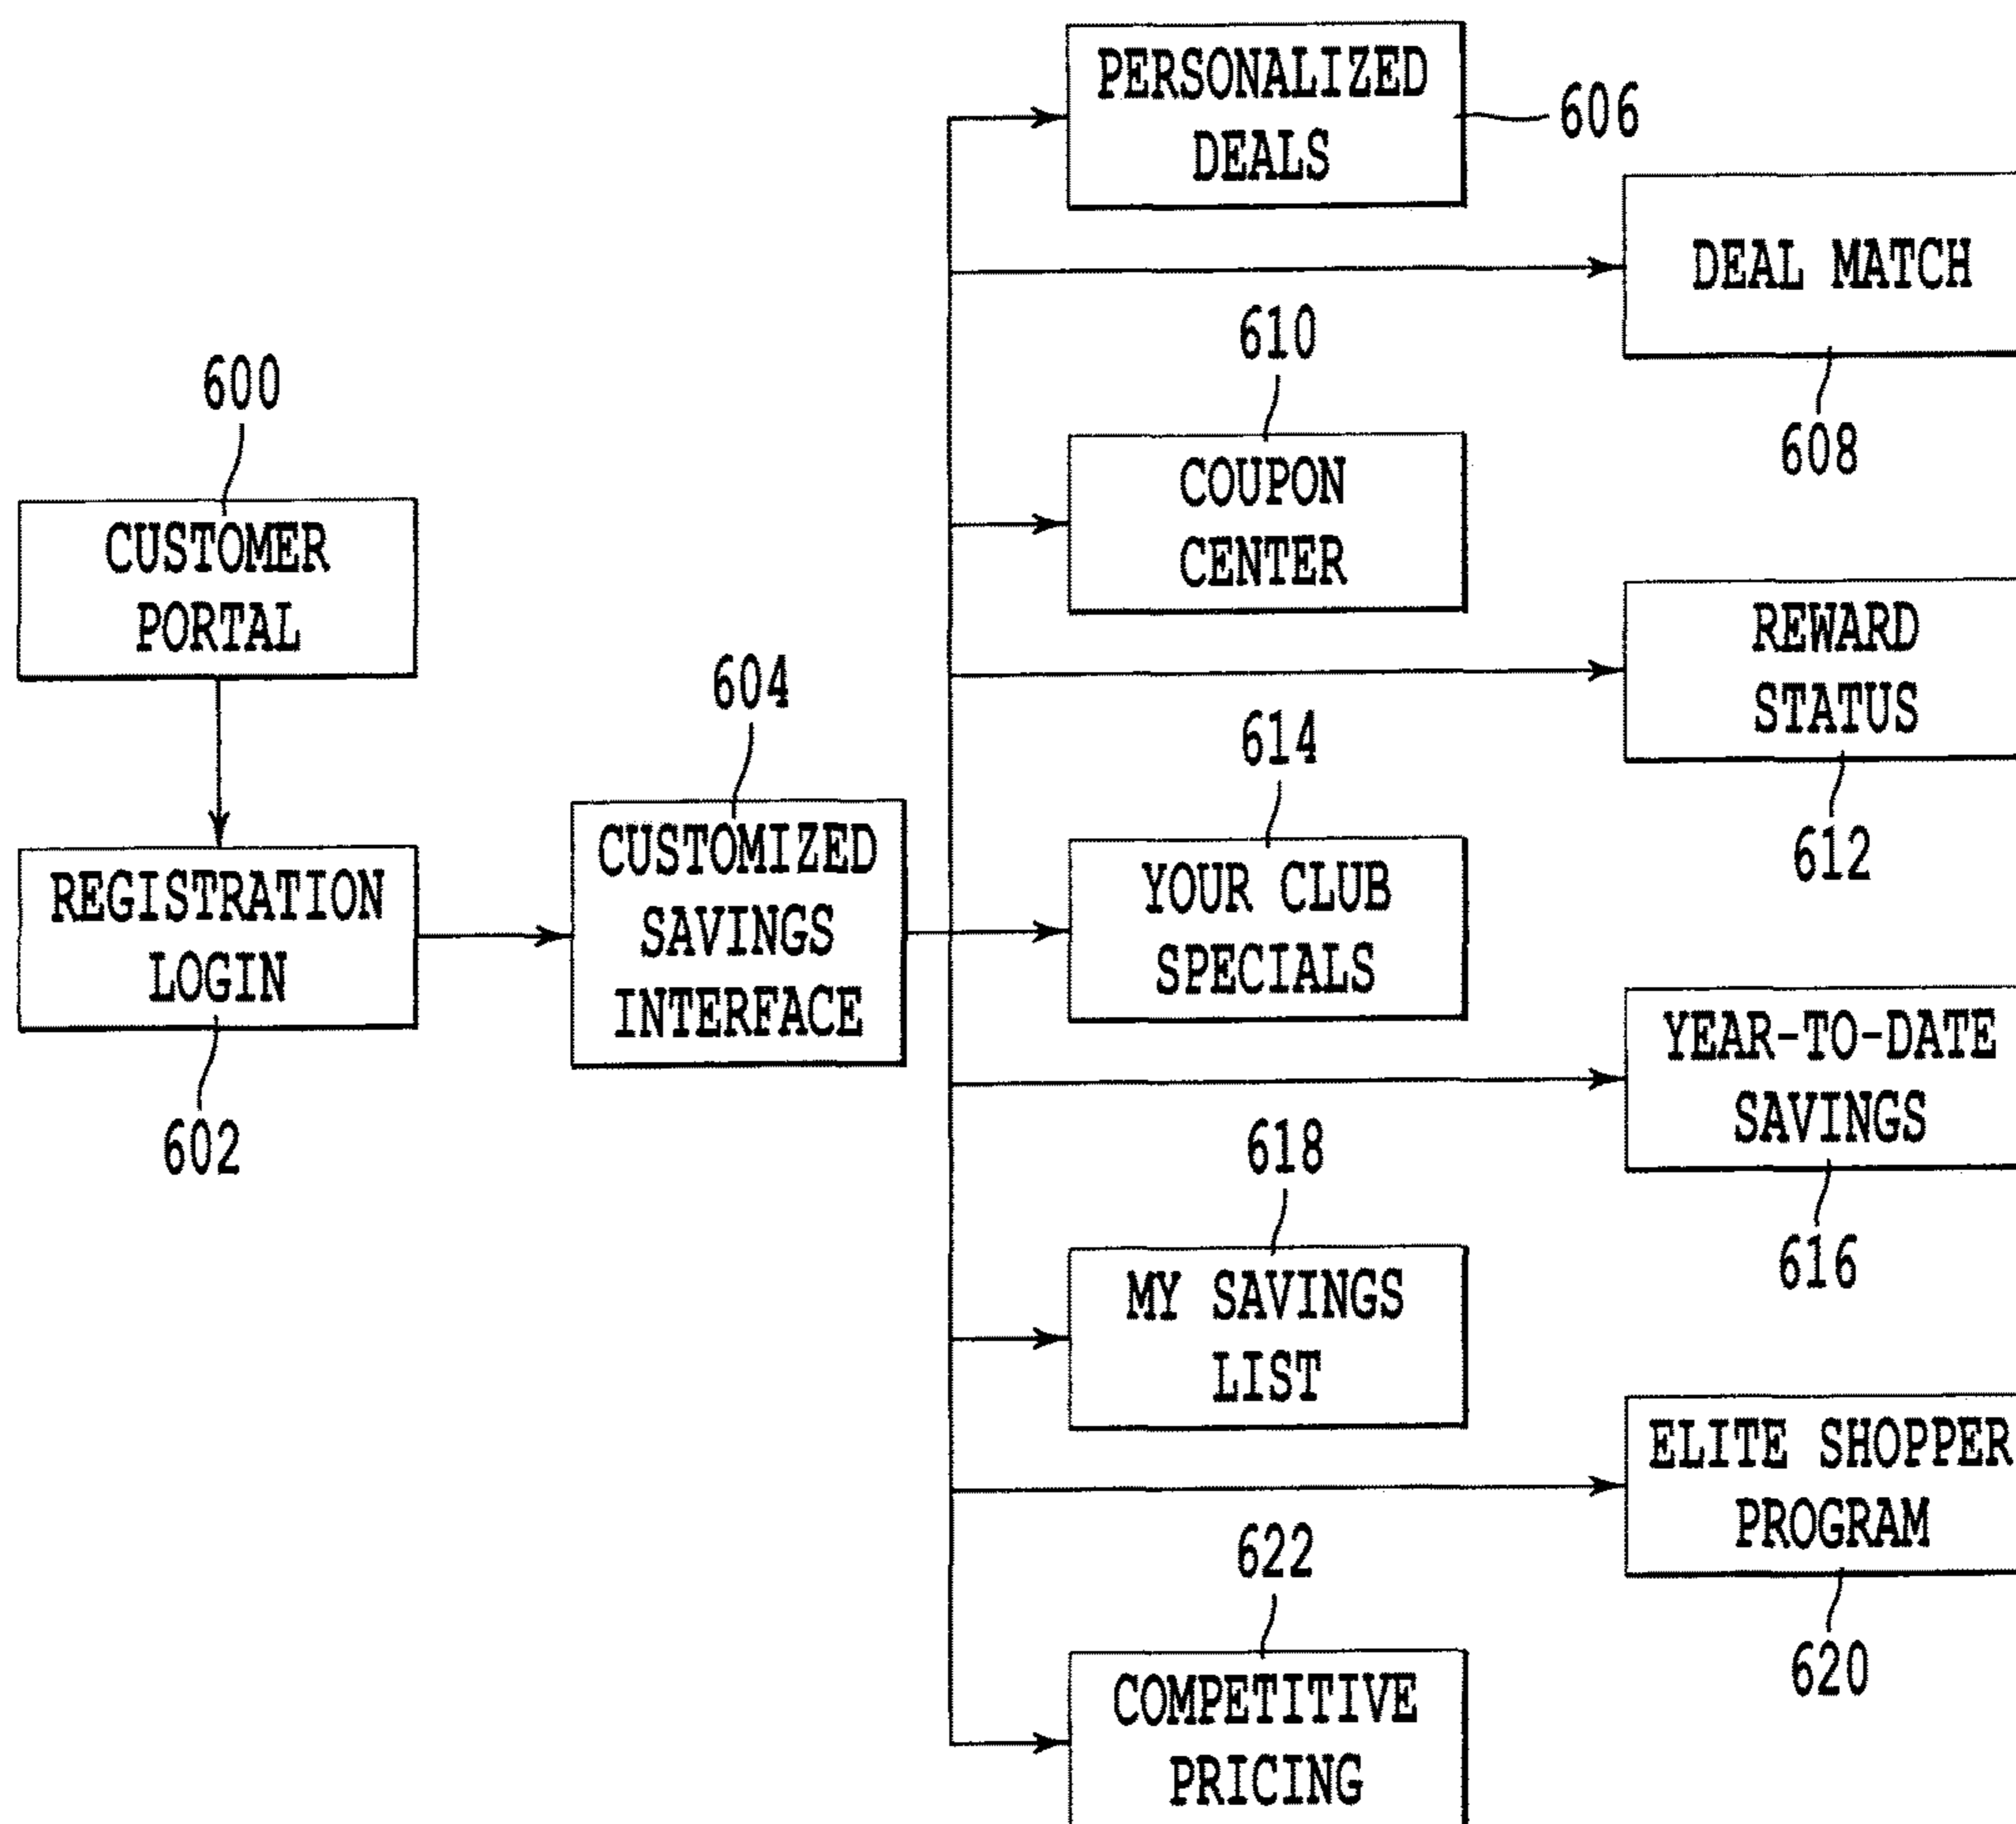 PERSONALIZED
DEALS
606
DEAL MATCH
608
610
COUPON
CENTER
600
CUSTOMER
PORTAL
REWARD
STATUS
612
604
614
CUSTOMIZED
SAVINGS
INTERFACE
YOUR CLUB
SPECIALS
REGISTRATION
LOGIN
602
YEAR-TO-DATE
SAVINGS
616
618
MY SAVINGS
LIST
ELITE SHOPPER
PROGRAM
620
622
COMPETITIVE
PRICING